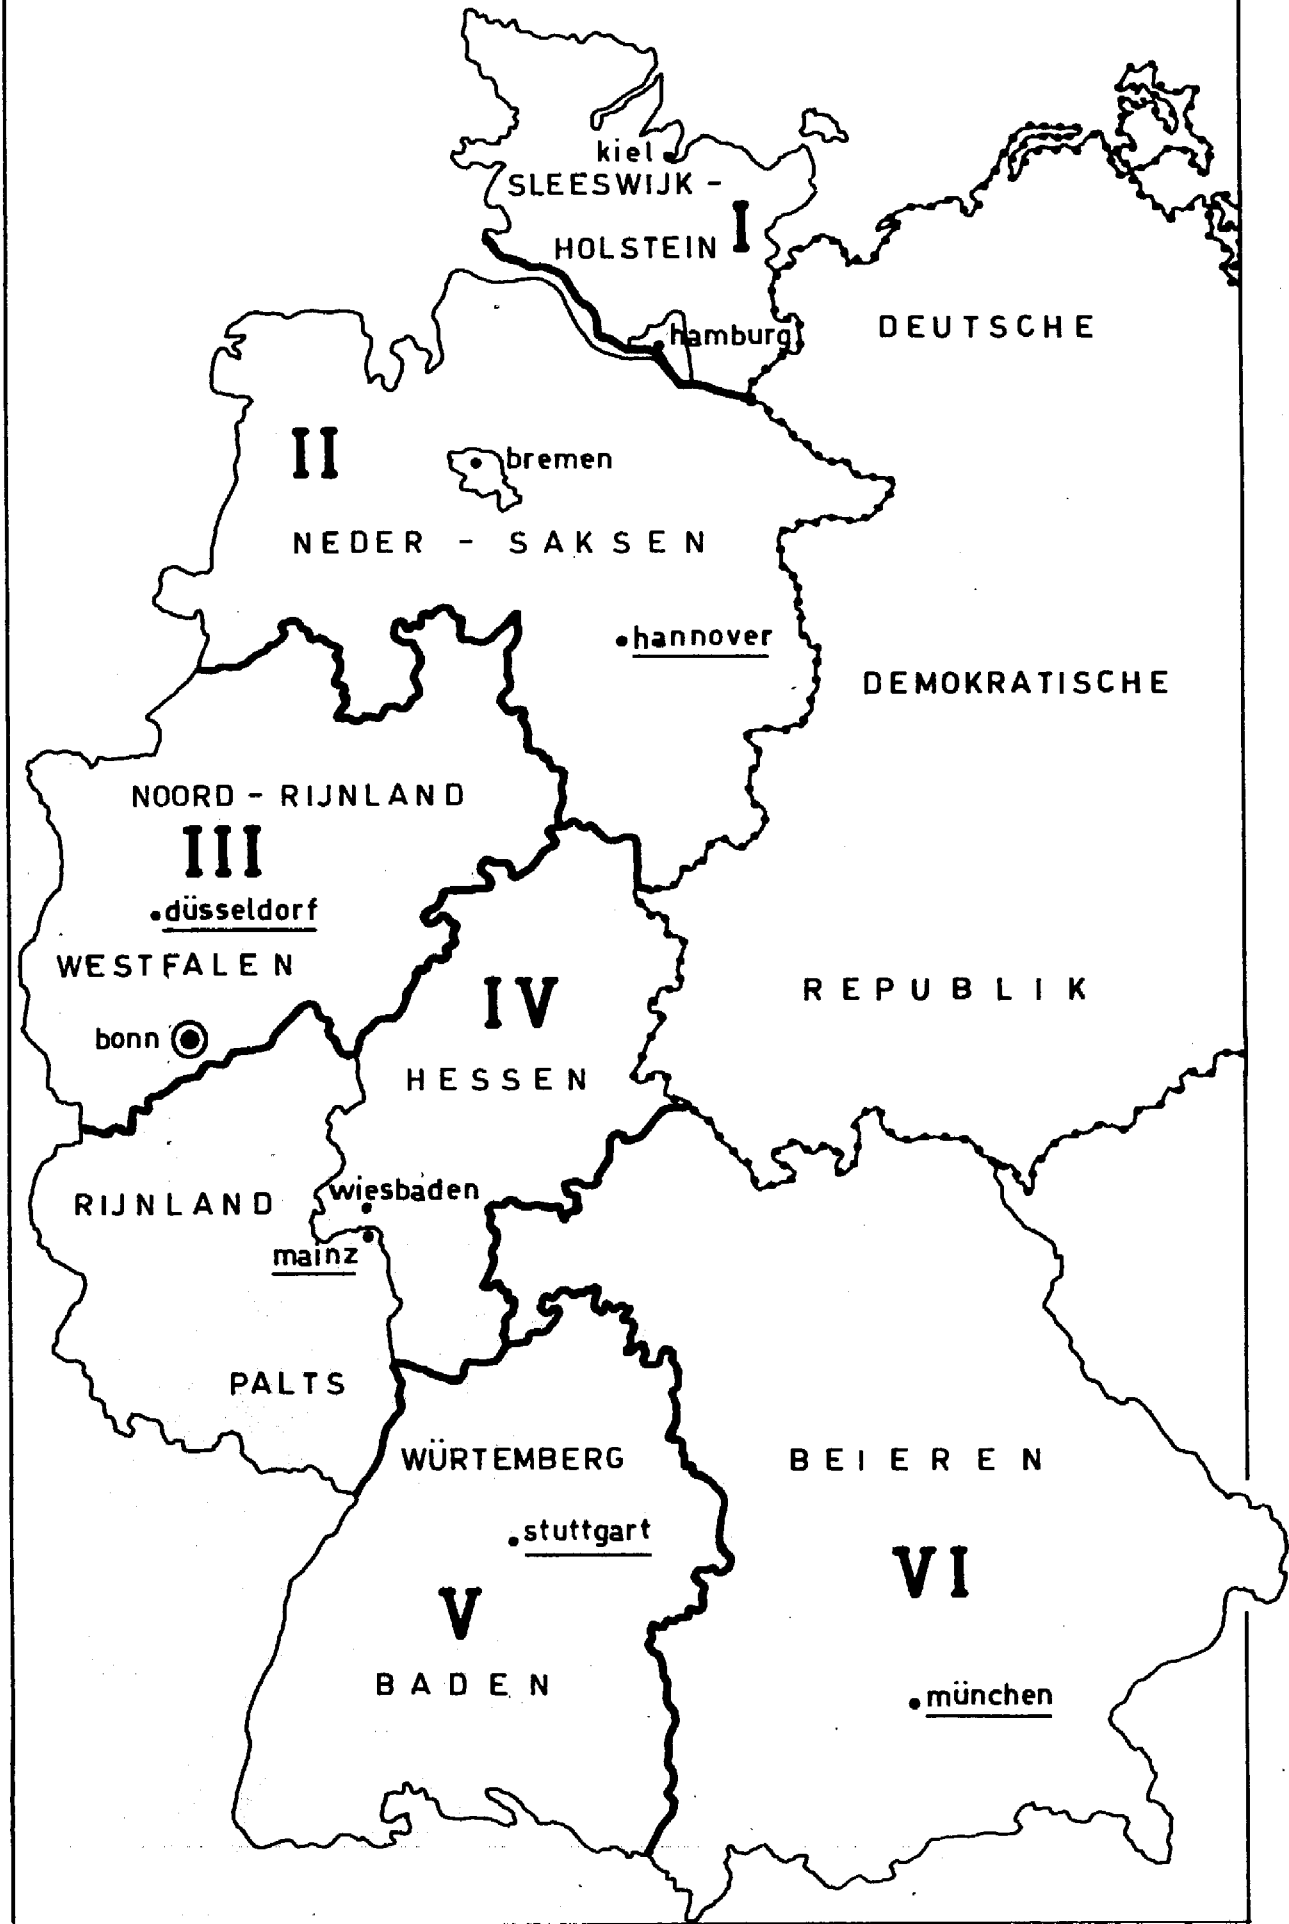 kiel
SLEESWIJK -
I
HOLSTEIN
hamburg
DEUTSCHE
II
bremen
NEDER - SAKSEN
hannover
DEMOKRATISCHE
NOORD - RIJNLAND
III
düsseldorf
WESTFALEN
IV
REPUBLIK
bonn
HESSEN
RIJNLAND
wiesbaden
mainz
PALTS
WÜRTEMBERG
BEIEREN
stuttgart
VI
V
BADEN
münchen